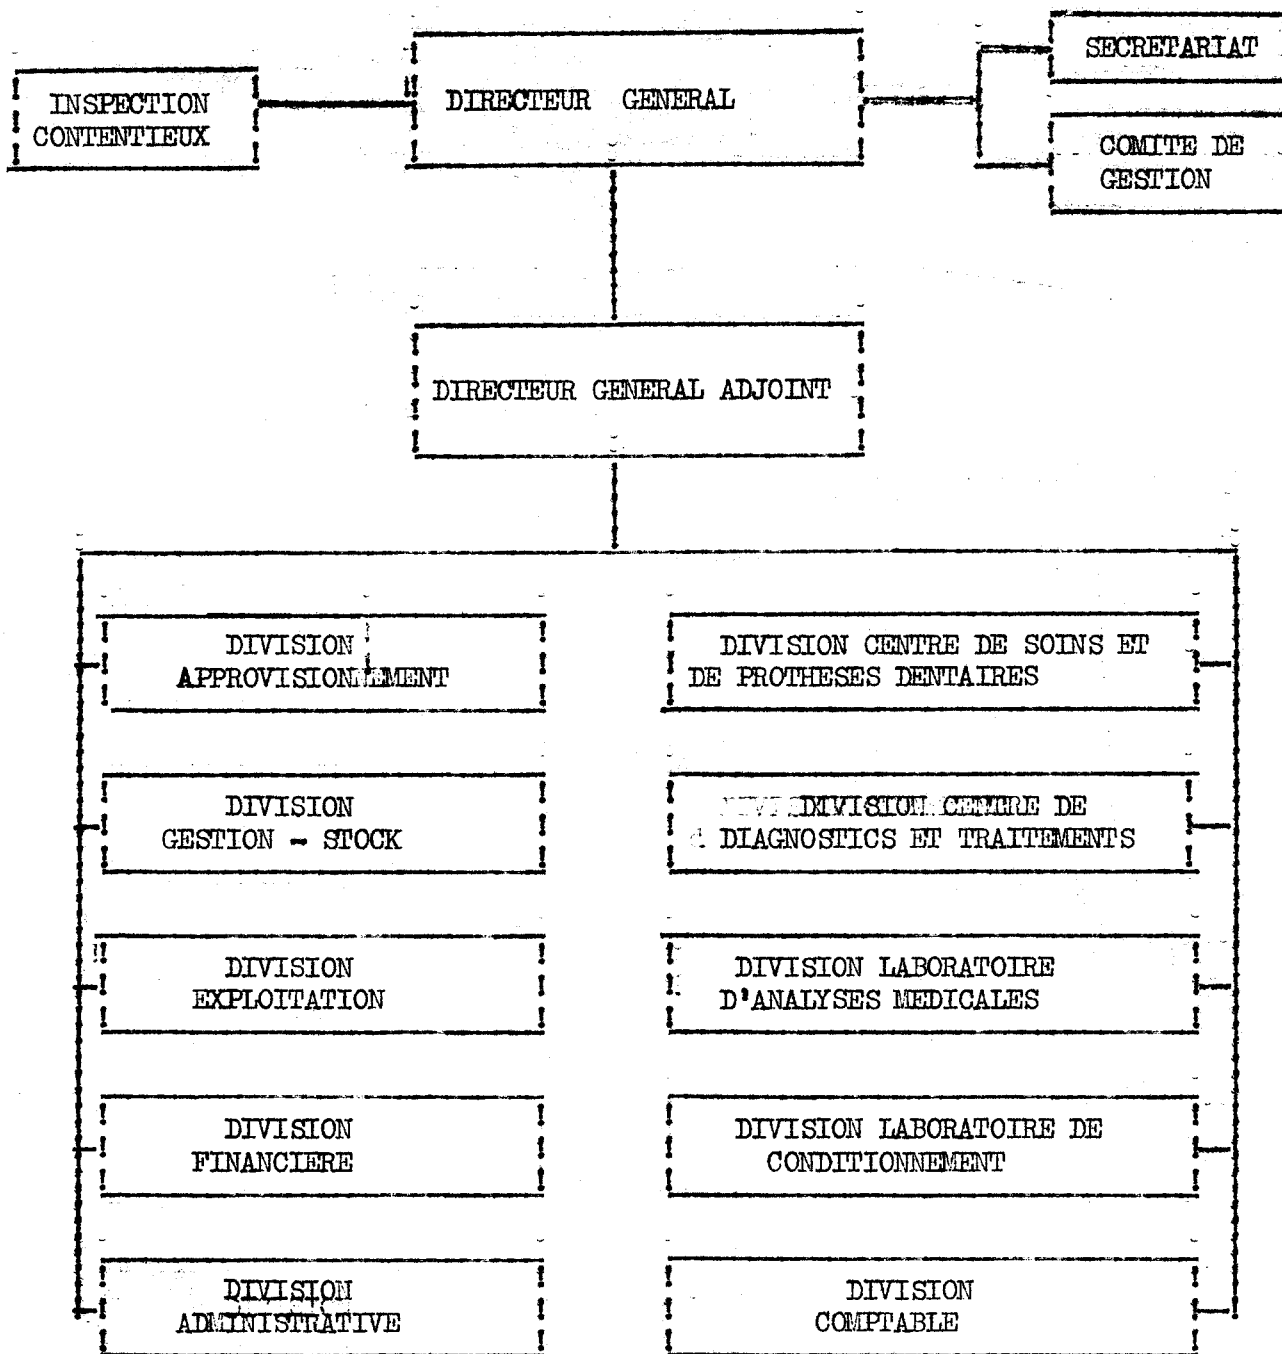 SECRETARIAT
INSPECTION
CONTENTIEUX
DIRECTEUR GENERAL
COMITE DE
GESTION
DIRECTEUR GENERAL ADJOINT
DIVISION
APPROVISIONNEMENT
DIVISION CENTRE DE SOINS ET
DE PROTHESES DENTAIRES
DIVISION
GESTION - STOCK
DIVISION CENTRE DE
DIAGNOSTICS ET TRAITEMENTS
DIVISION
EXPLOITATION
DIVISION LABORATOIRE
D'ANALYSES MEDICALES
DIVISION
FINANCIERE
DIVISION LABORATOIRE DE
CONDITIONNEMENT
DIVISION
ADMINISTRATIVE
DIVISION
COMPTABLE